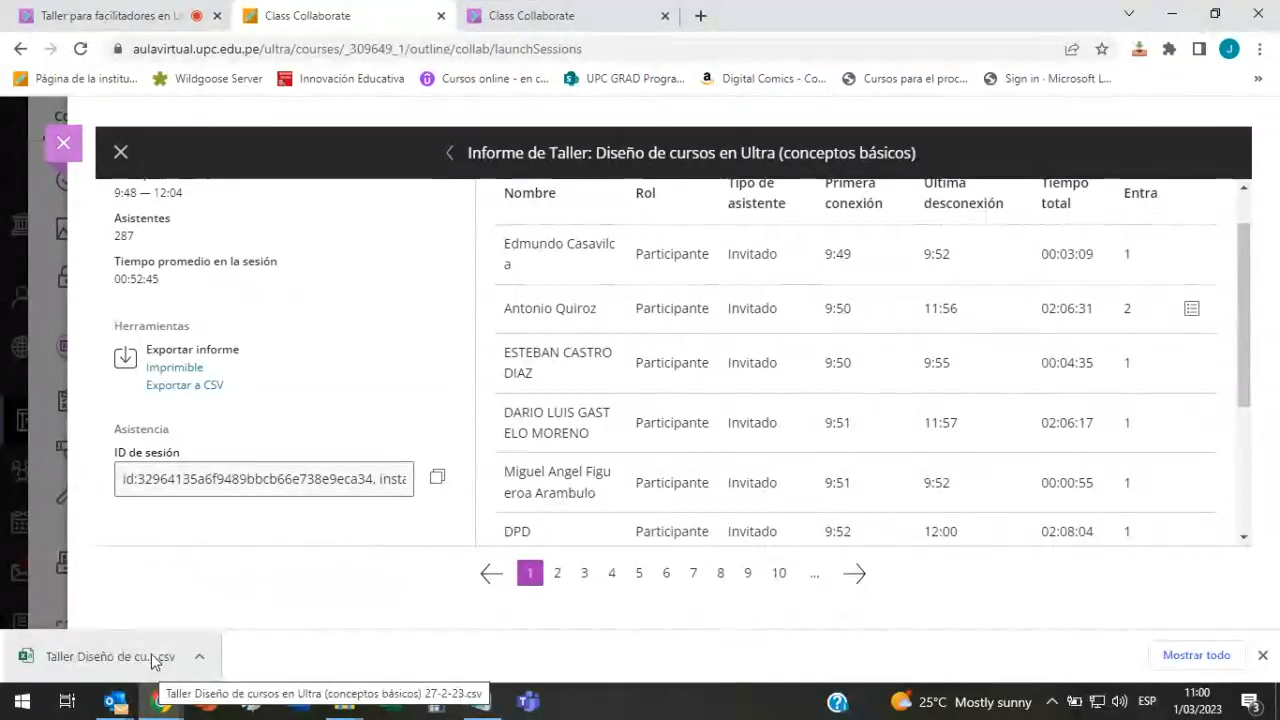 Taller para facilitadores en U
Class Collaborate
Class Collaborate
aulavirtual.upc.edu.pe/ultra/courses/_309649_1/outline/collab/launchSessions
J
Página de la institu...
Wildgoose Server
Innovación Educativa
Cursos online - en c...
UPC GRAD Progra...
Digital Comics - Co...
Cursos para el proc...
Sign in · Microsoft L...
»
Informe de Taller: Diseño de cursos en Ultra (conceptos básicos)
9:48 — 12:04
Asistentes
287
Tiempo promedio en la sesión
00:52:45
Herramientas
Exportar informe
Imprimible
Exportar a CSV
Asistencia
ID de sesión
id:32964135a6f9489bbcb66e738e9eca34, insta
Nombre
Rol
Tipo de
asistente
Primera
conexión
Última
desconexión
Tiempo
total
Entra
Edmundo Casavilc
a
Participante
Invitado
9:49
9:52
00:03:09
1
Antonio Quiroz
Participante
Invitado
9:50
11:56
02:06:31
2
ESTEBAN CASTRO
DIAZ
Participante
Invitado
9:50
9:55
00:04:35
1
DARIO LUIS GAST
ELO MORENO
Participante
Invitado
9:51
11:57
02:06:17
1
Miguel Angel Figu
eroa Arambulo
Participante
Invitado
9:51
9:52
00:00:55
1
DPD
Participante
Invitado
9:52
12:00
02:08:04
1
1 2 3 4 5 6 7 8 9 10 ...
Taller Diseño de cu....csv
Mostrar todo
Taller Diseño de cursos en Ultra (conceptos básicos) 27-2-23.csv
25°C Mostly sunny
ESP
11:00
1/03/2023
3